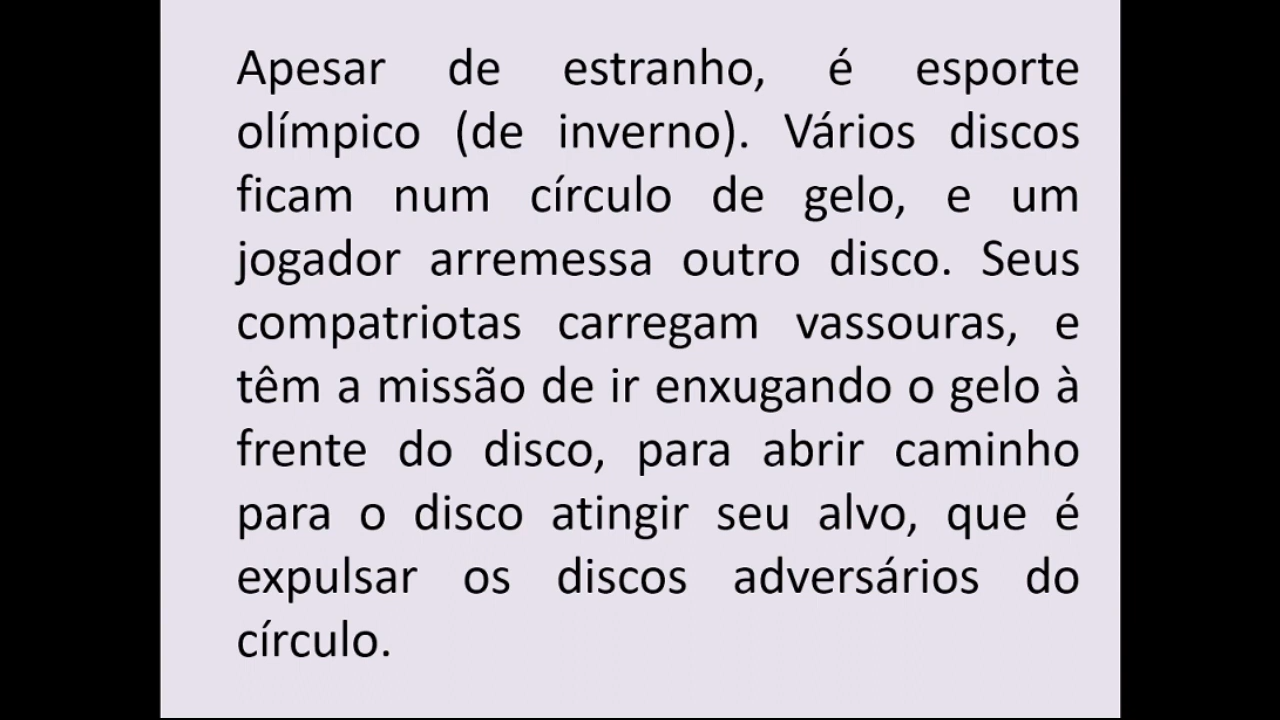 Apesar de estranho, é esporte
olímpico (de inverno). Vários discos
ficam num círculo de gelo, e um
jogador arremessa outro disco. Seus
compatriotas carregam vassouras, e
têm a missão de ir enxugando o gelo à
frente do disco, para abrir caminho
para o disco atingir seu alvo, que é
expulsar os discos adversários do
círculo.